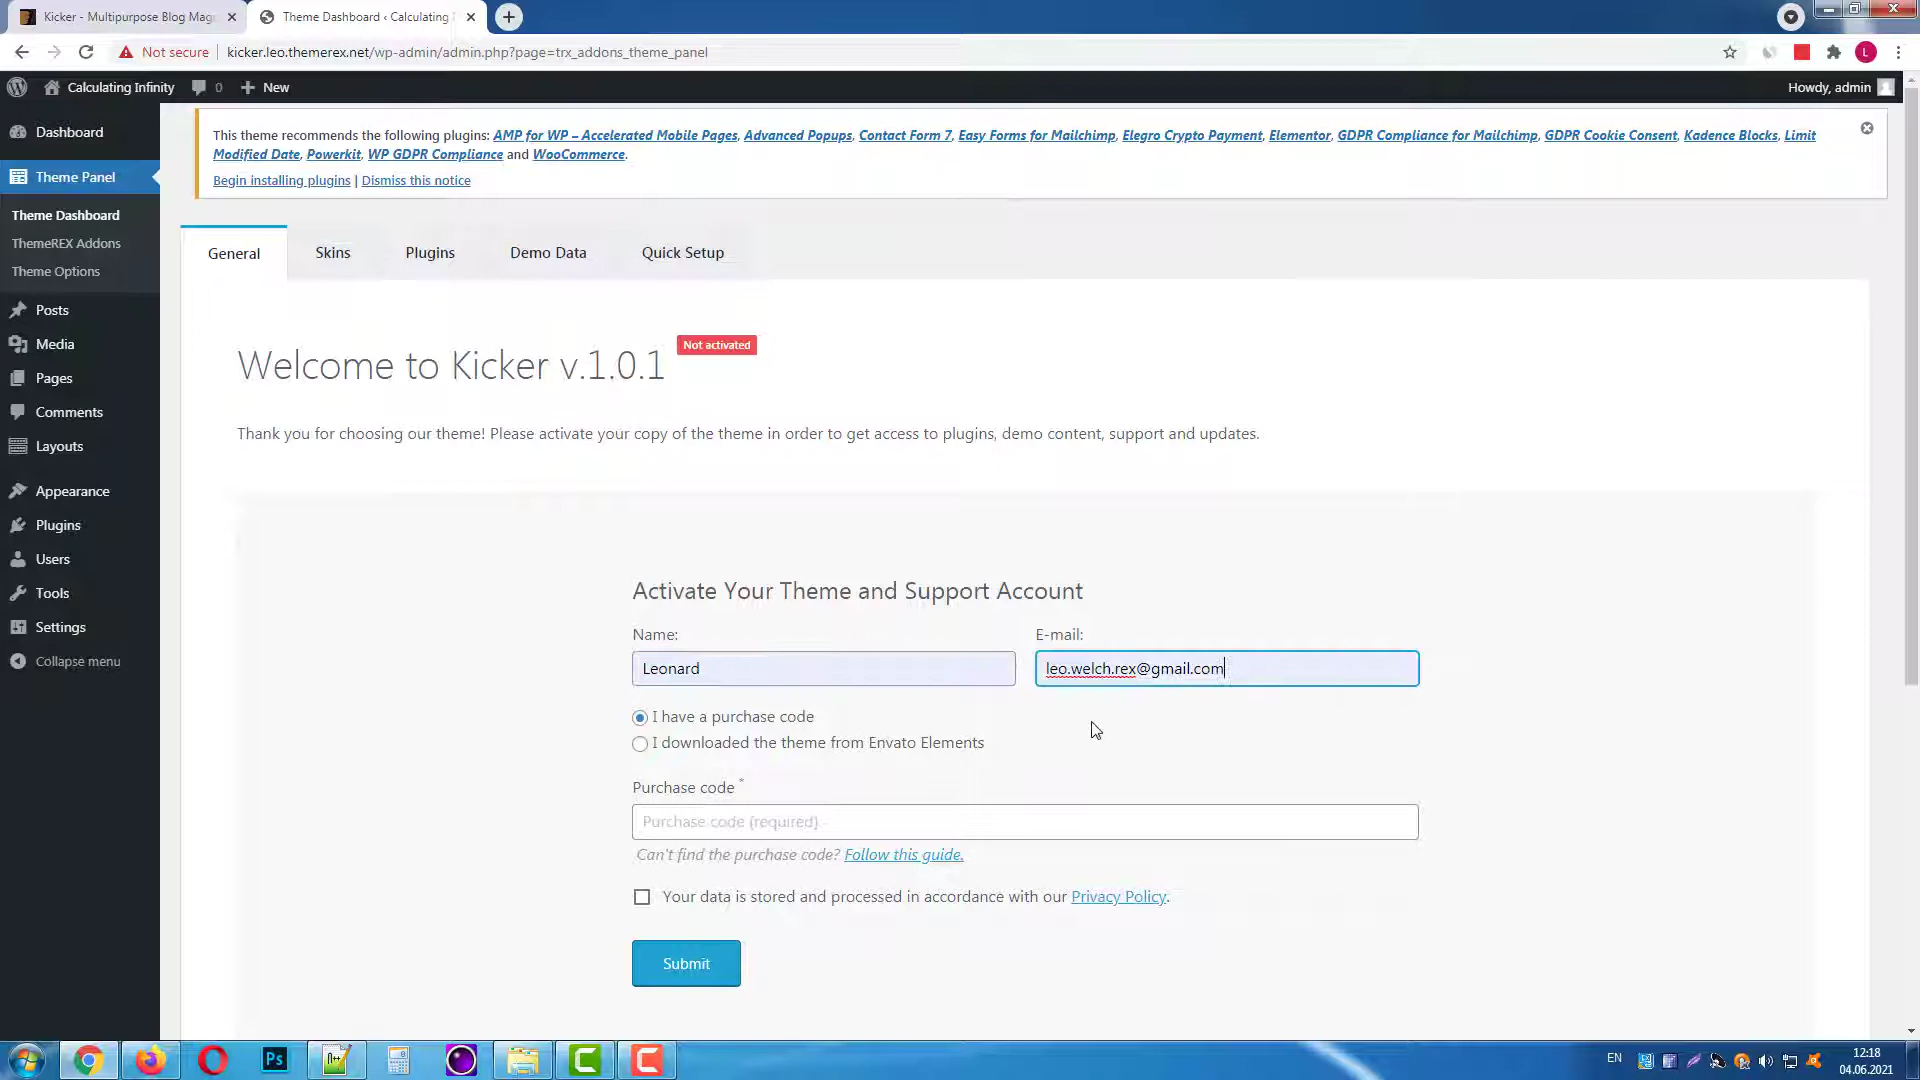 Kicker - Multipurpose Blog Mag
Theme Dashboard ‹ Calculating
Not secure
kicker.leo.themerex.net/wp-admin/admin.php?page=trx_addons_theme_panel
L
Calculating Infinity
0
New
Howdy, admin
Dashboard
Theme Panel
Theme Dashboard
ThemeREX Addons
Theme Options
Posts
Media
Pages
Comments
Layouts
Appearance
Plugins
Users
Tools
Settings
Collapse menu
This theme recommends the following plugins: AMP for WP – Accelerated Mobile Pages, Advanced Popups, Contact Form 7, Easy Forms for Mailchimp, Elegro Crypto Payment, Elementor, GDPR Compliance for Mailchimp, GDPR Cookie Consent, Kadence Blocks, Limit
Modified Date, Powerkit, WP GDPR Compliance and WooCommerce.
Begin installing plugins | Dismiss this notice
General
Skins
Plugins
Demo Data
Quick Setup
Welcome to Kicker v.1.0.1
Not activated
Thank you for choosing our theme! Please activate your copy of the theme in order to get access to plugins, demo content, support and updates.
Activate Your Theme and Support Account
Name:
E-mail:
Leonard
leo.welch.rex@gmail.com
I have a purchase code
I downloaded the theme from Envato Elements
Purchase code *
Purchase code (required)
Can't find the purchase code? Follow this guide.
Your data is stored and processed in accordance with our Privacy Policy.
Submit
Ps
EN
12:18
04.06.2021